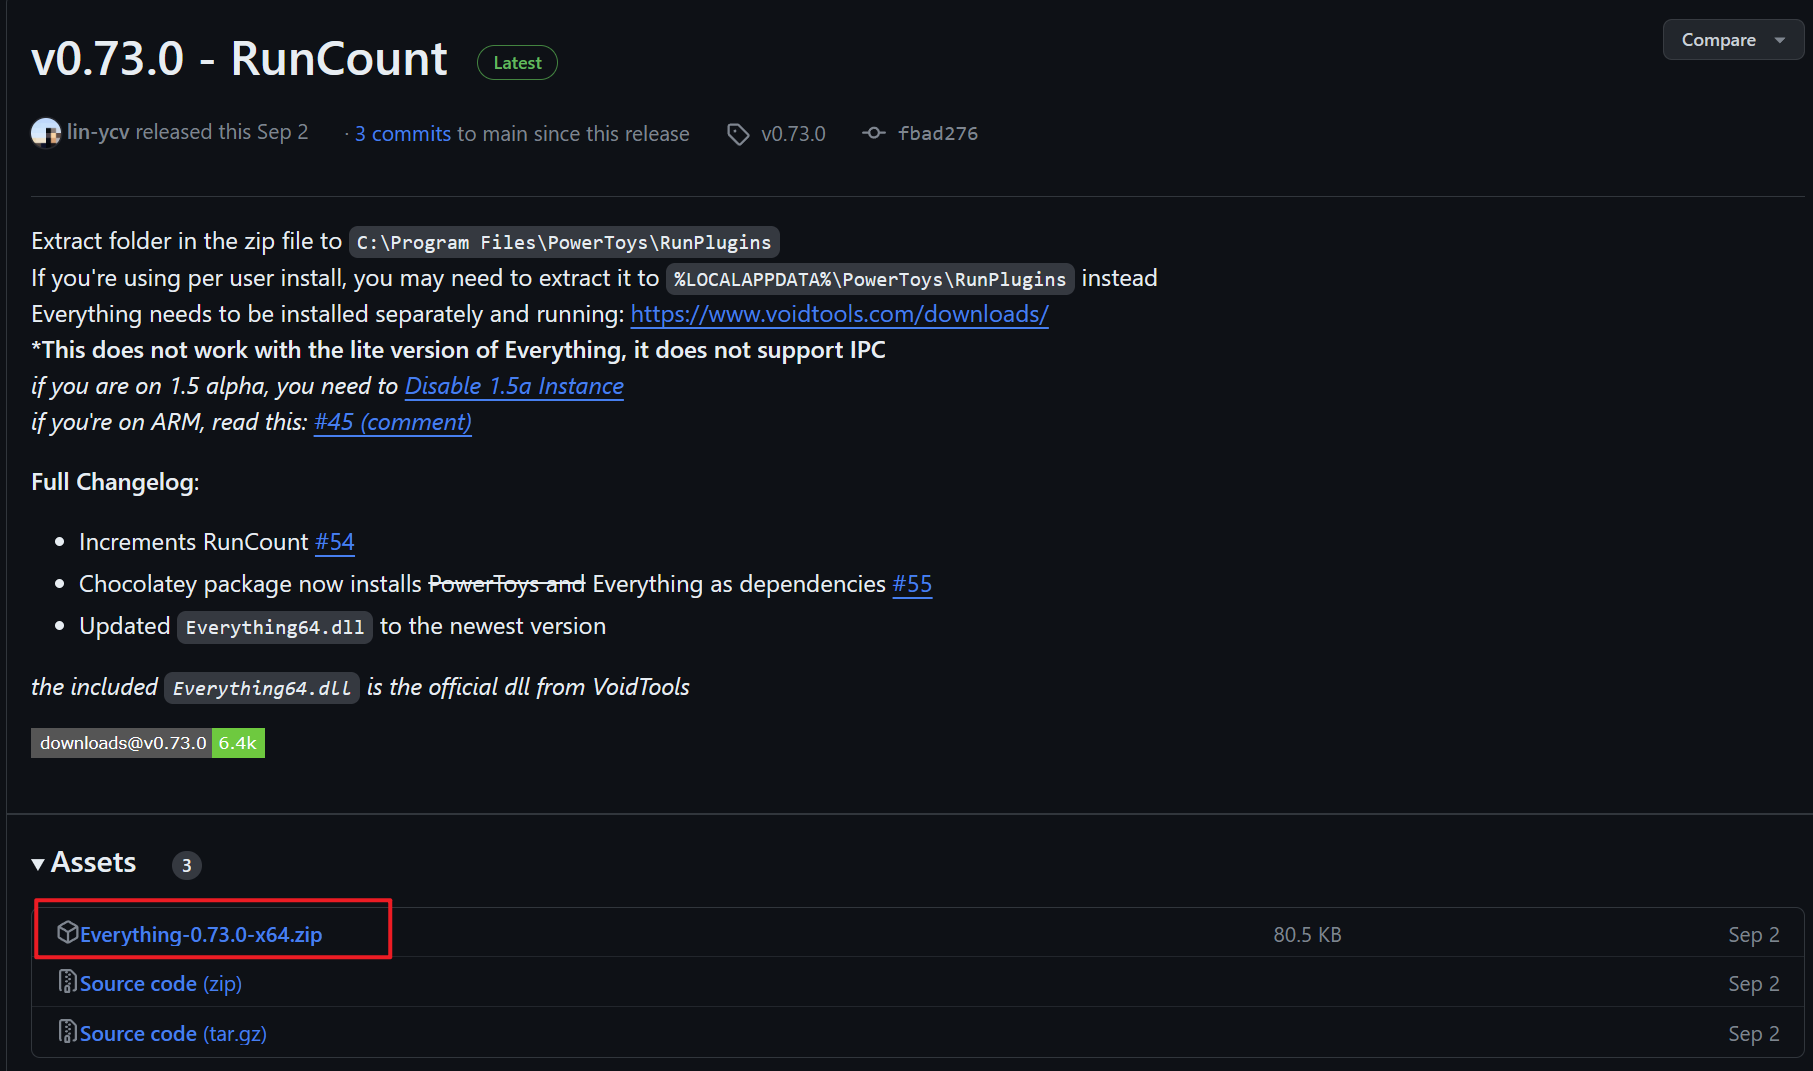 v0.73.0 - RunCount Latest
Compare
lin-ycv released this Sep 2 · 3 commits to main since this release v0.73.0 fbad276
Extract folder in the zip file to C:\Program Files\PowerToys\RunPlugins
If you're using per user install, you may need to extract it to %LOCALAPPDATA%\PowerToys\RunPlugins instead
Everything needs to be installed separately and running: https://www.voidtools.com/downloads/
*This does not work with the lite version of Everything, it does not support IPC
if you are on 1.5 alpha, you need to Disable 1.5a Instance
if you're on ARM, read this: #45 (comment)
Full Changelog:
• Increments RunCount #54
• Chocolatey package now installs PowerToys and Everything as dependencies #55
• Updated Everything64.dll to the newest version
the included Everything64.dll is the official dll from VoidTools
downloads@v0.73.0 6.4k
Assets 3
Everything-0.73.0-x64.zip 80.5 KB Sep 2
Source code (zip) Sep 2
Source code (tar.gz) Sep 2